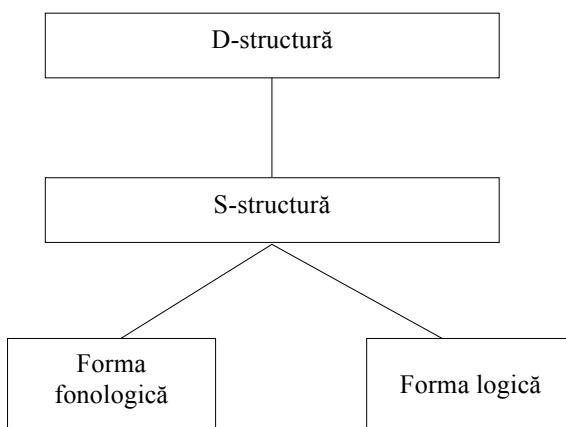 D-structură
S-structură
Forma
fonologică
Forma logică